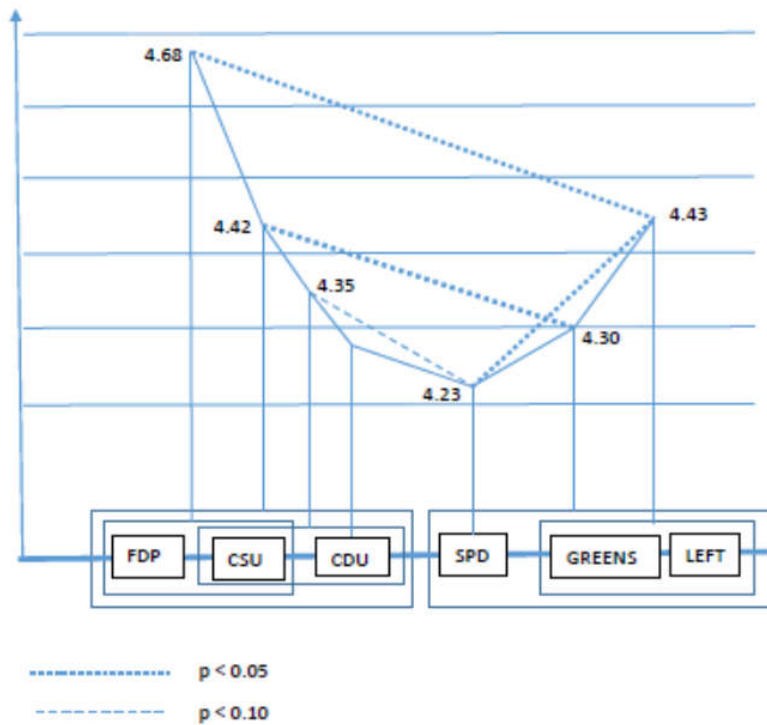 4.68
4.43
4.42
4.35
4.30
4.23
FDP
CSU
CDU
SPD
GREENS
LEFT
p < 0.05
p < 0.10